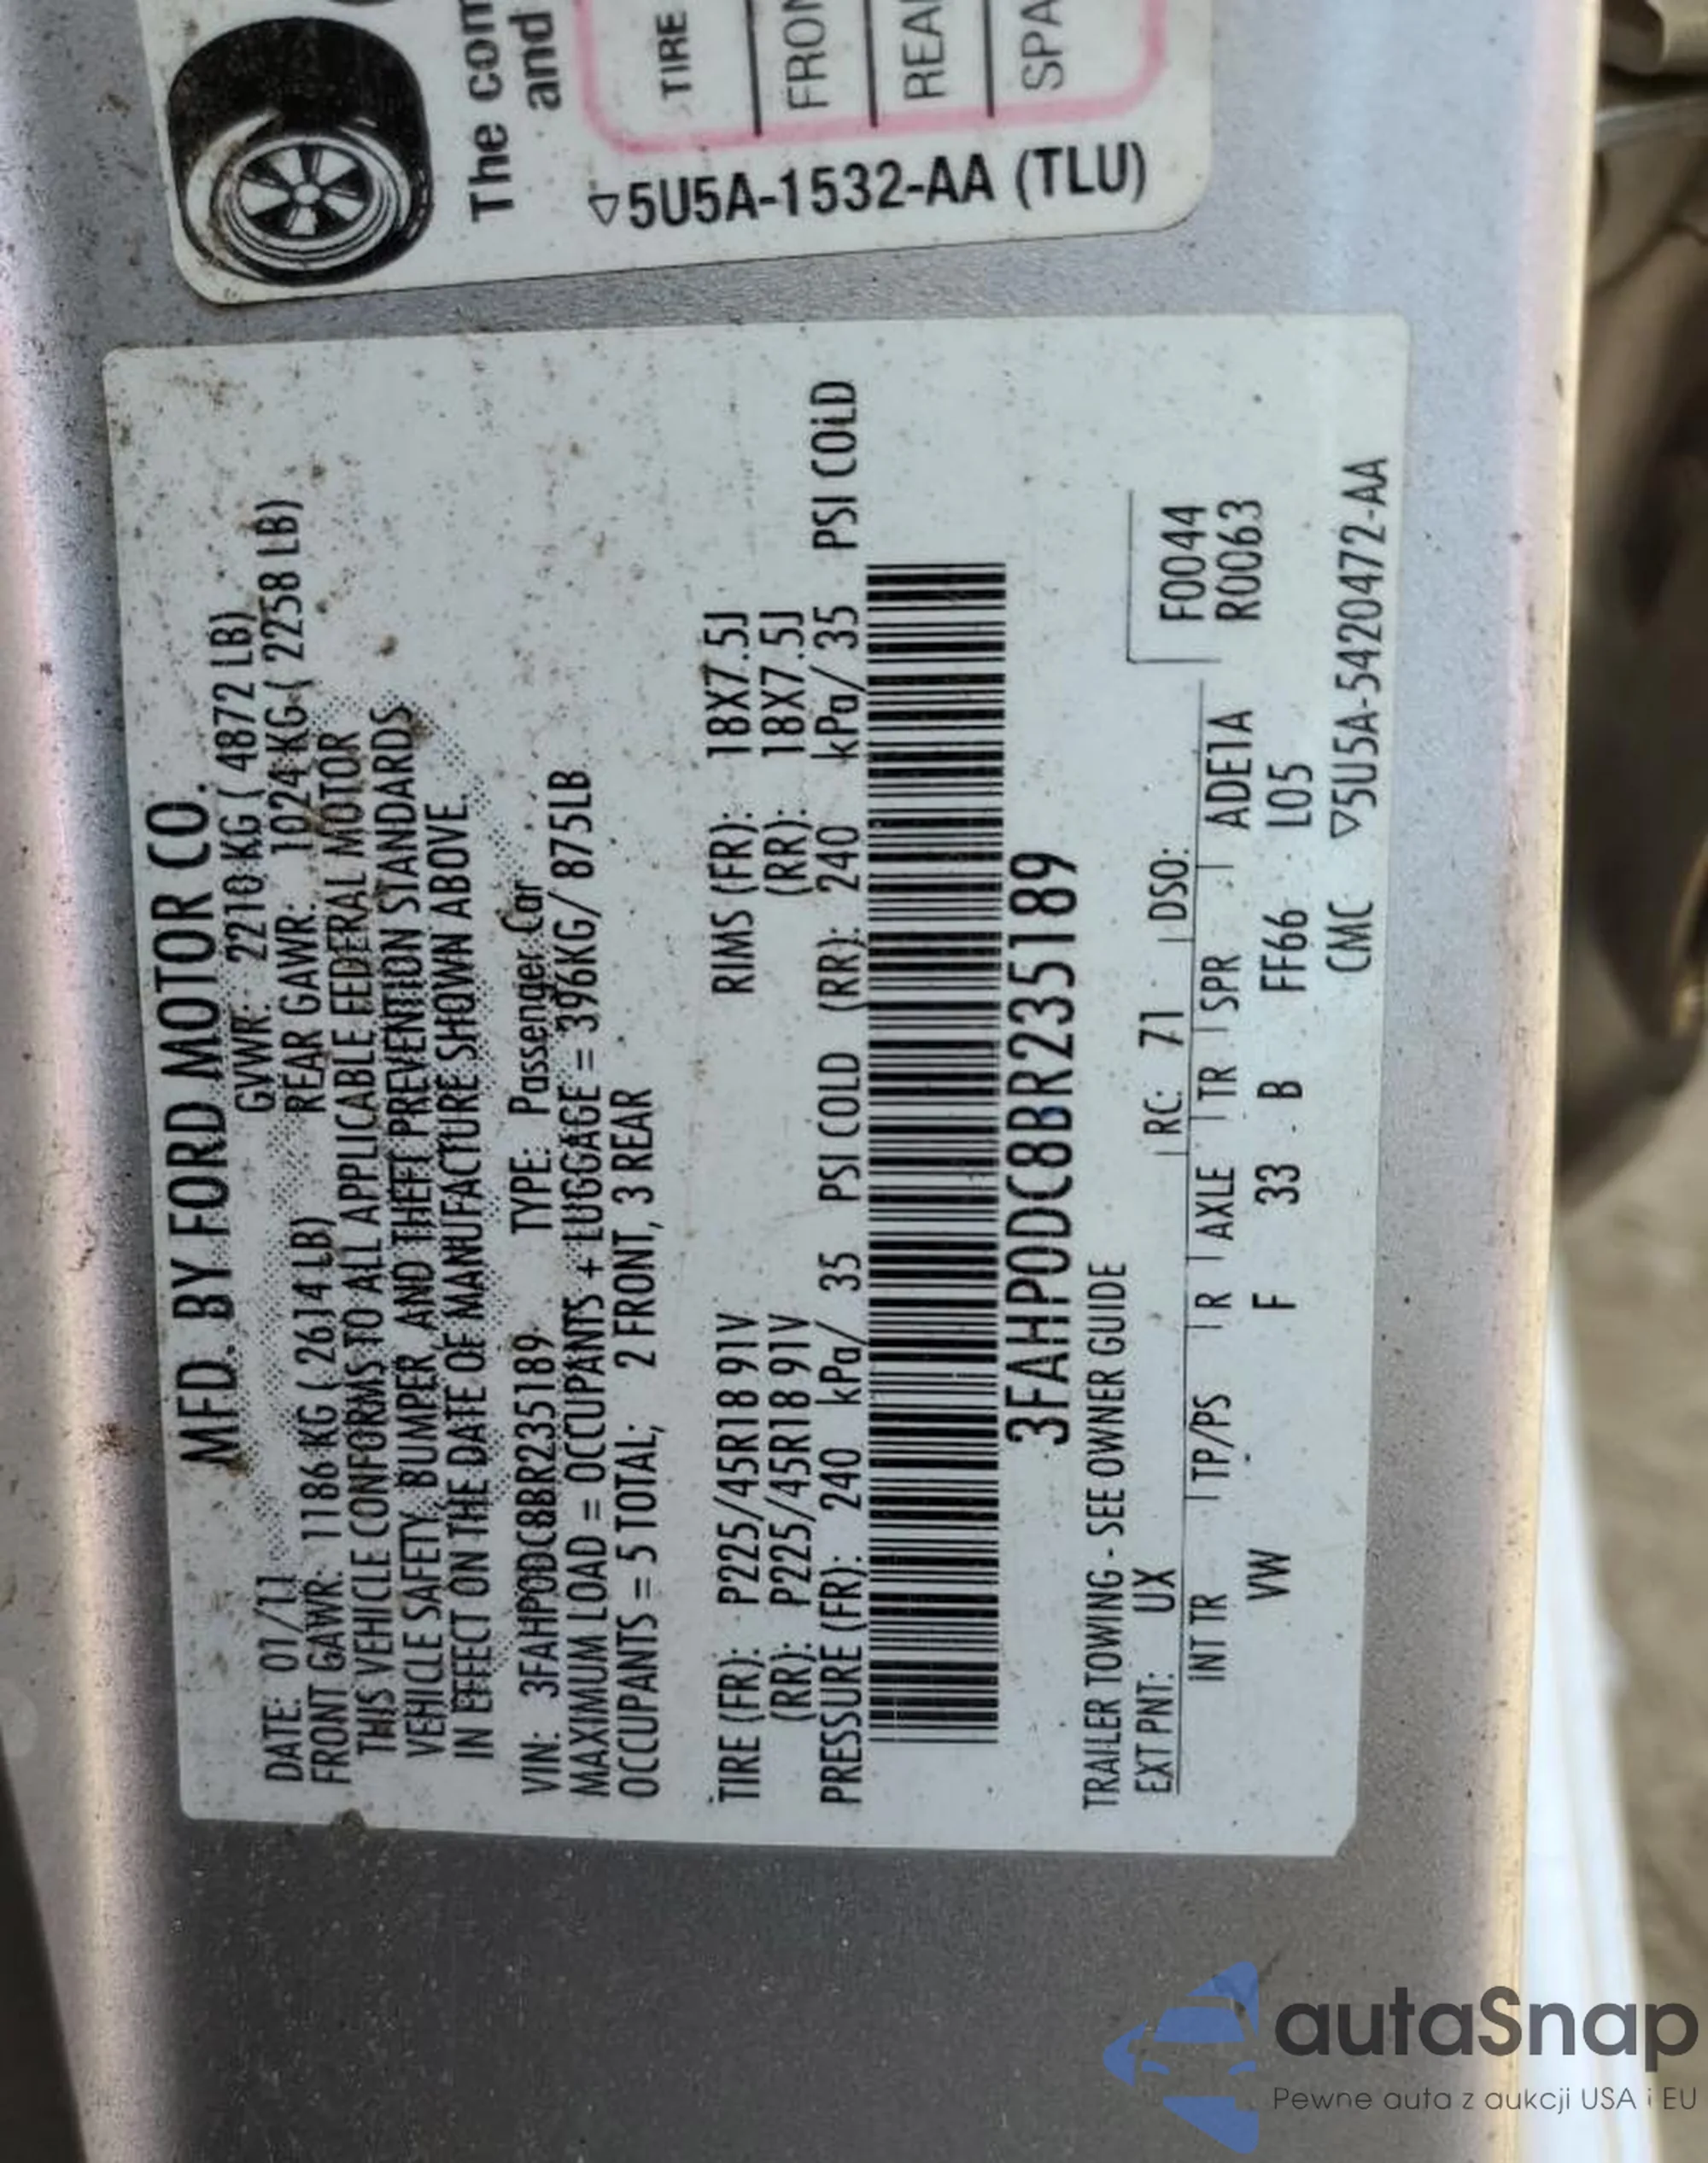 The com
and
TIRE
FRON
REA
SPA
▽5U5A-1532-AA (TLU)
MFD. BY FORD MOTOR CO.
DATE: 01/11 GVWR: 2210 KG ( 4872 LB)
FRONT GAWR: 1186 KG ( 2614 LB) REAR GAWR: 1024 KG ( 2258 LB)
THIS VEHICLE CONFORMS TO ALL APPLICABLE FEDERAL MOTOR
VEHICLE SAFETY, BUMPER, AND THEFT PREVENTION STANDARDS
IN EFFECT ON THE DATE OF MANUFACTURE SHOWN ABOVE.
VIN: 3FAHP0DC8BR235189 TYPE: Passenger Car
MAXIMUM LOAD = OCCUPANTS + LUGGAGE = 396KG/ 875LB
OCCUPANTS = 5 TOTAL; 2 FRONT, 3 REAR
TIRE (FR): P225/45R18 91V RIMS (FR): 18X7.5J
(RR): P225/45R18 91V (RR): 18X7.5J
PRESSURE (FR): 240 kPa/ 35 PSI COLD (RR): 240 kPa/ 35 PSI COLD
3FAHP0DC8BR235189
TRAILER TOWING - SEE OWNER GUIDE
EXT PNT: UX RC: 71 DSO:
INT TR TP/PS R AXLE TR SPR ADE1A F0044
VW F 33 B FF66 L05 R0063
CMC ▽5U5A-5420472-AA
autaSnap
Pewne auta z aukcji USA i EU